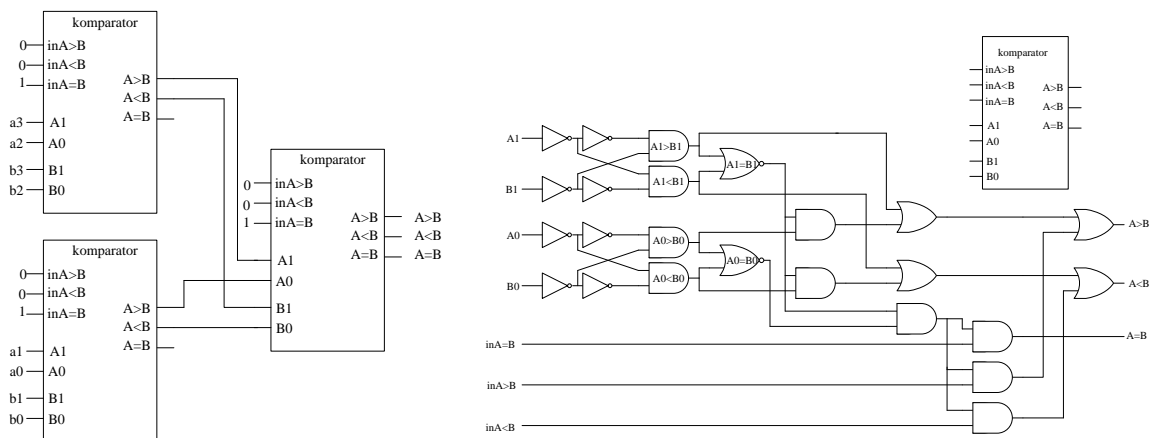 komparator
0 inA>B
0 inA<B
1 inA=B
A>B
A<B
A=B
a3 A1
a2 A0
b3 B1
b2 B0
komparator
0 inA>B
0 inA<B
1 inA=B
A>B
A<B
A=B
a1 A1
a0 A0
b1 B1
b0 B0
komparator
0 inA>B
0 inA<B
1 inA=B
A>B A>B
A<B A<B
A=B A=B
A1
A0
B1
B0
komparator
inA>B
inA<B
inA=B
A>B
A<B
A=B
A1
A0
B1
B0
A1
A1>B1
A1=B1
B1
A1<B1
A>B
A0
A0>B0
A0=B0
B0
A0<B0
A<B
A=B
inA=B
inA>B
inA<B